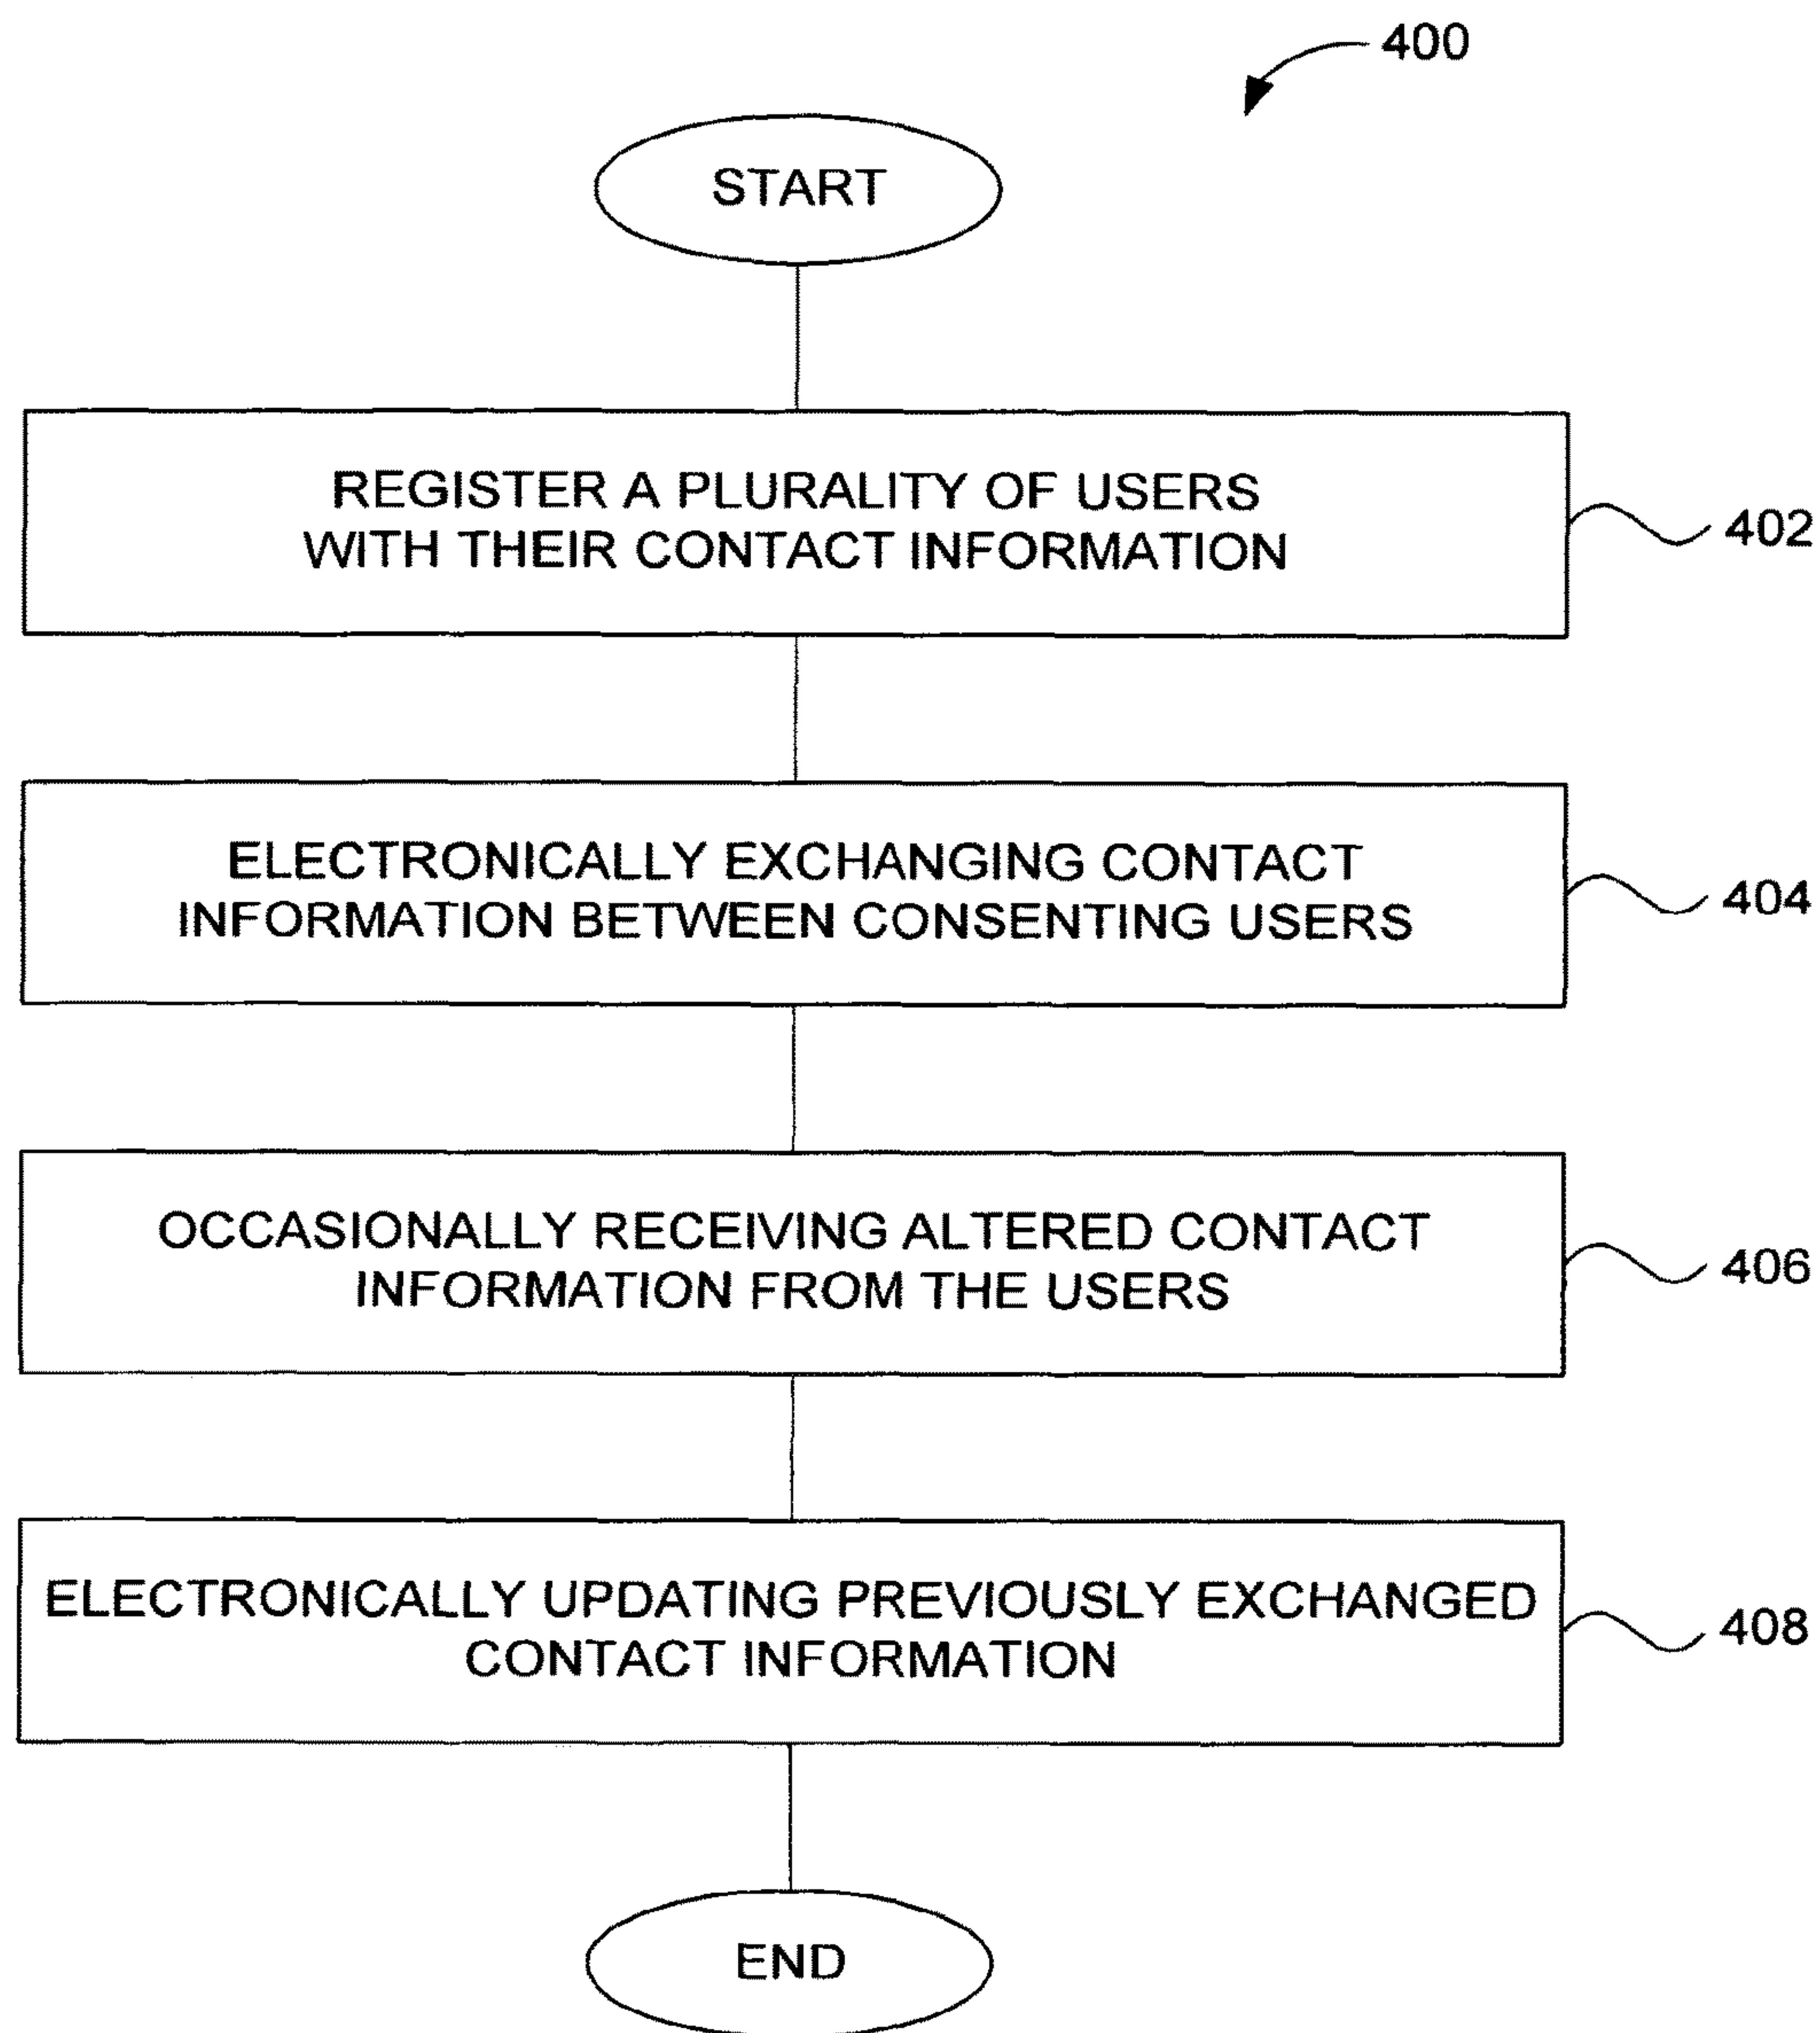 400
START
REGISTER A PLURALITY OF USERS
WITH THEIR CONTACT INFORMATION
402
ELECTRONICALLY EXCHANGING CONTACT
INFORMATION BETWEEN CONSENTING USERS
404
OCCASIONALLY RECEIVING ALTERED CONTACT
INFORMATION FROM THE USERS
406
ELECTRONICALLY UPDATING PREVIOUSLY EXCHANGED
CONTACT INFORMATION
408
END